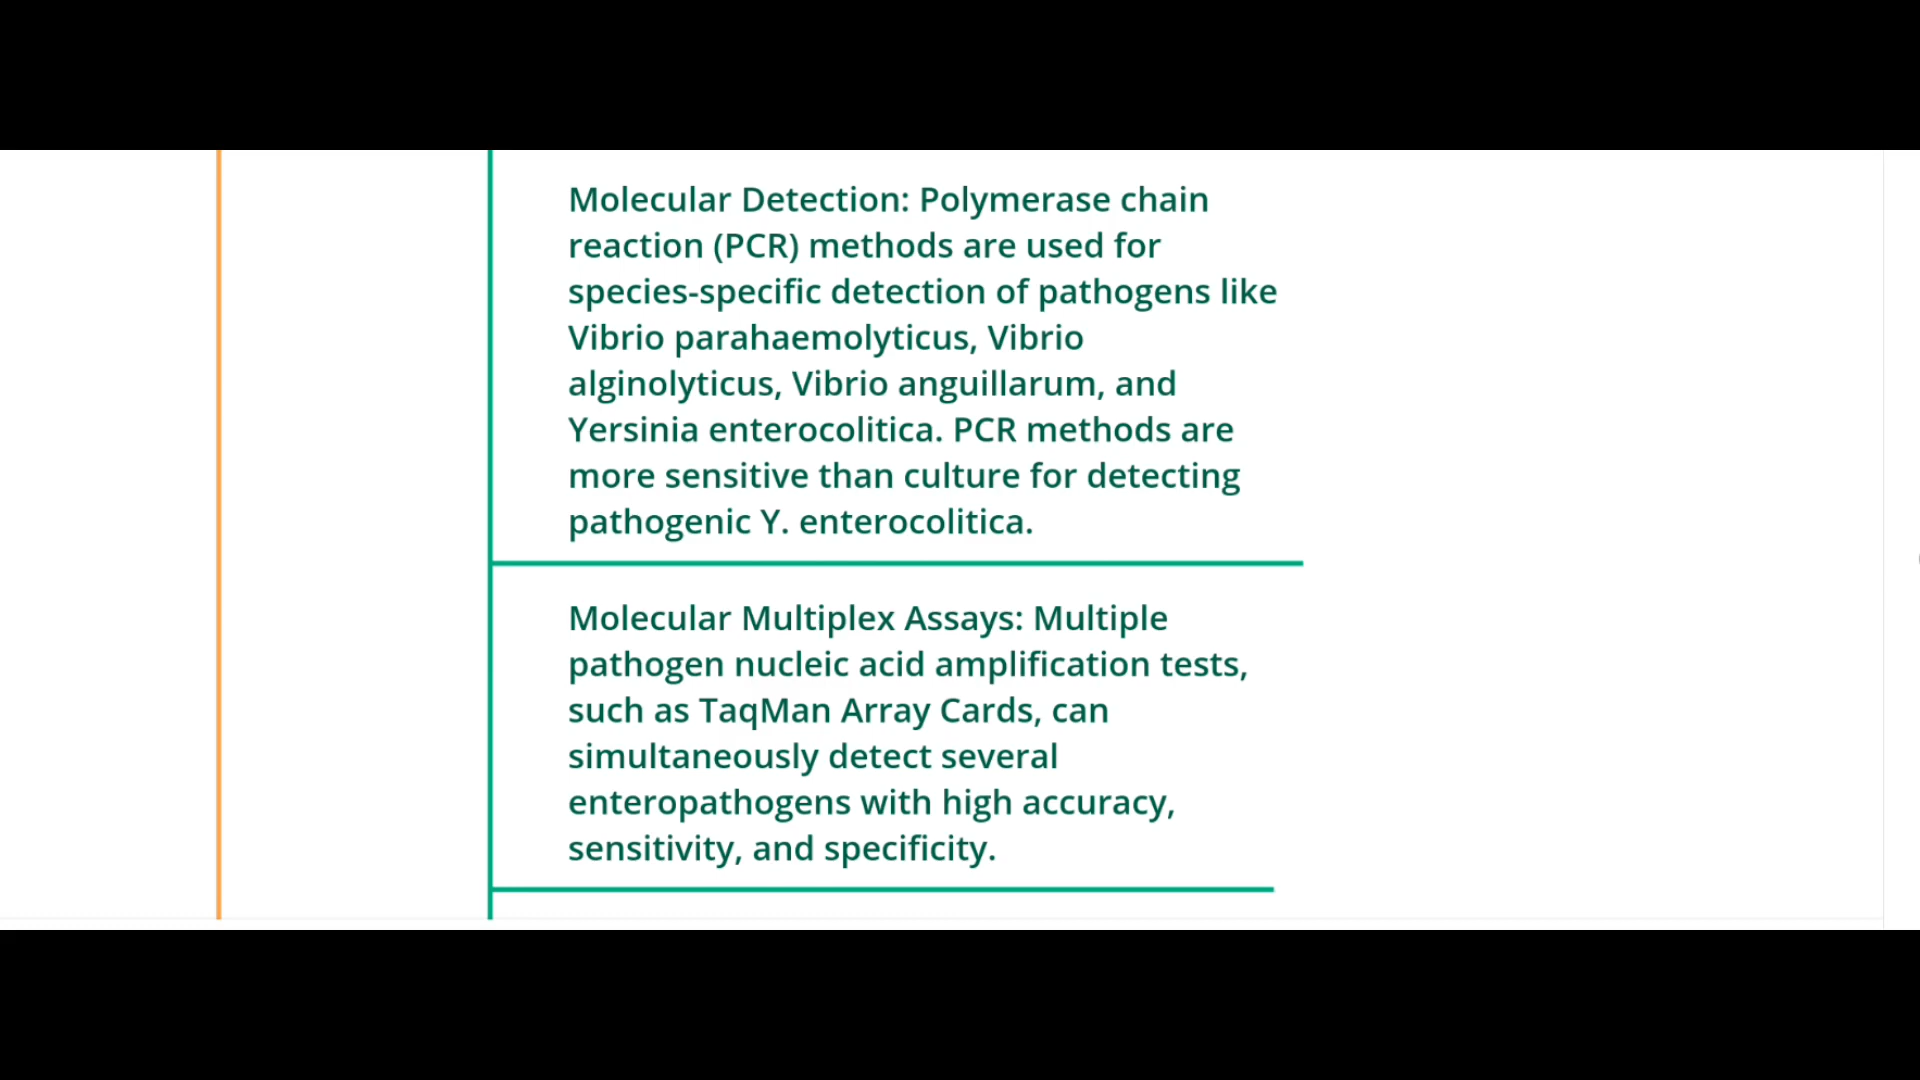 Molecular Detection: Polymerase chain
reaction (PCR) methods are used for
species-specific detection of pathogens like
Vibrio parahaemolyticus, Vibrio
alginolyticus, Vibrio anguillarum, and
Yersinia enterocolitica. PCR methods are
more sensitive than culture for detecting
pathogenic Y. enterocolitica.
Molecular Multiplex Assays: Multiple
pathogen nucleic acid amplification tests,
such as TaqMan Array Cards, can
simultaneously detect several
enteropathogens with high accuracy,
sensitivity, and specificity.